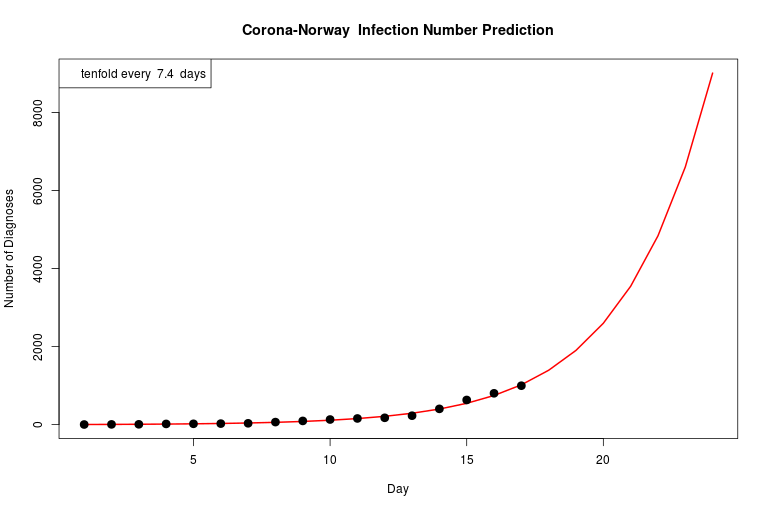 Corona-Norway  Infection Number Prediction
tenfold every  7.4  days
Number of Diagnoses
8000
6000
4000
2000
0
5 10 15 20
Day